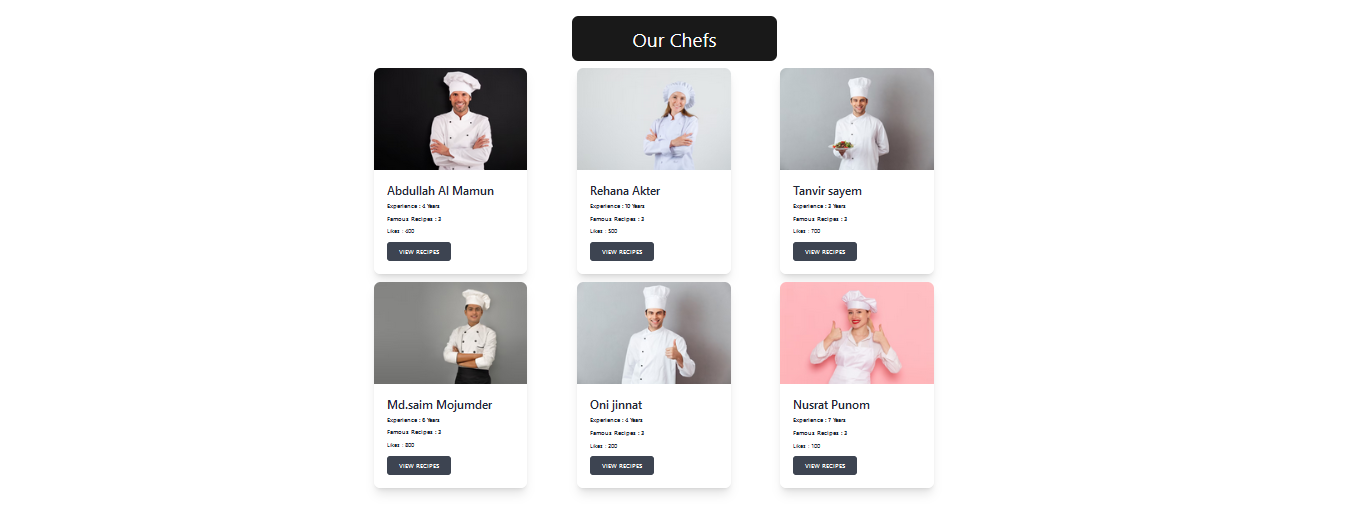 Our Chefs
Abdullah Al Mamun
Experience : 4 Years
Famous Recipes : 3
Likes : 400
VIEW RECIPES
Rehana Akter
Experience : 10 Years
Famous Recipes : 3
Likes : 500
VIEW RECIPES
Tanvir sayem
Experience : 3 Years
Famous Recipes : 3
Likes : 700
VIEW RECIPES
Md.saim Mojumder
Experience : 6 Years
Famous Recipes : 3
Likes : 800
VIEW RECIPES
Oni jinnat
Experience : 4 Years
Famous Recipes : 3
Likes : 200
VIEW RECIPES
Nusrat Punom
Experience : 7 Years
Famous Recipes : 3
Likes : 100
VIEW RECIPES